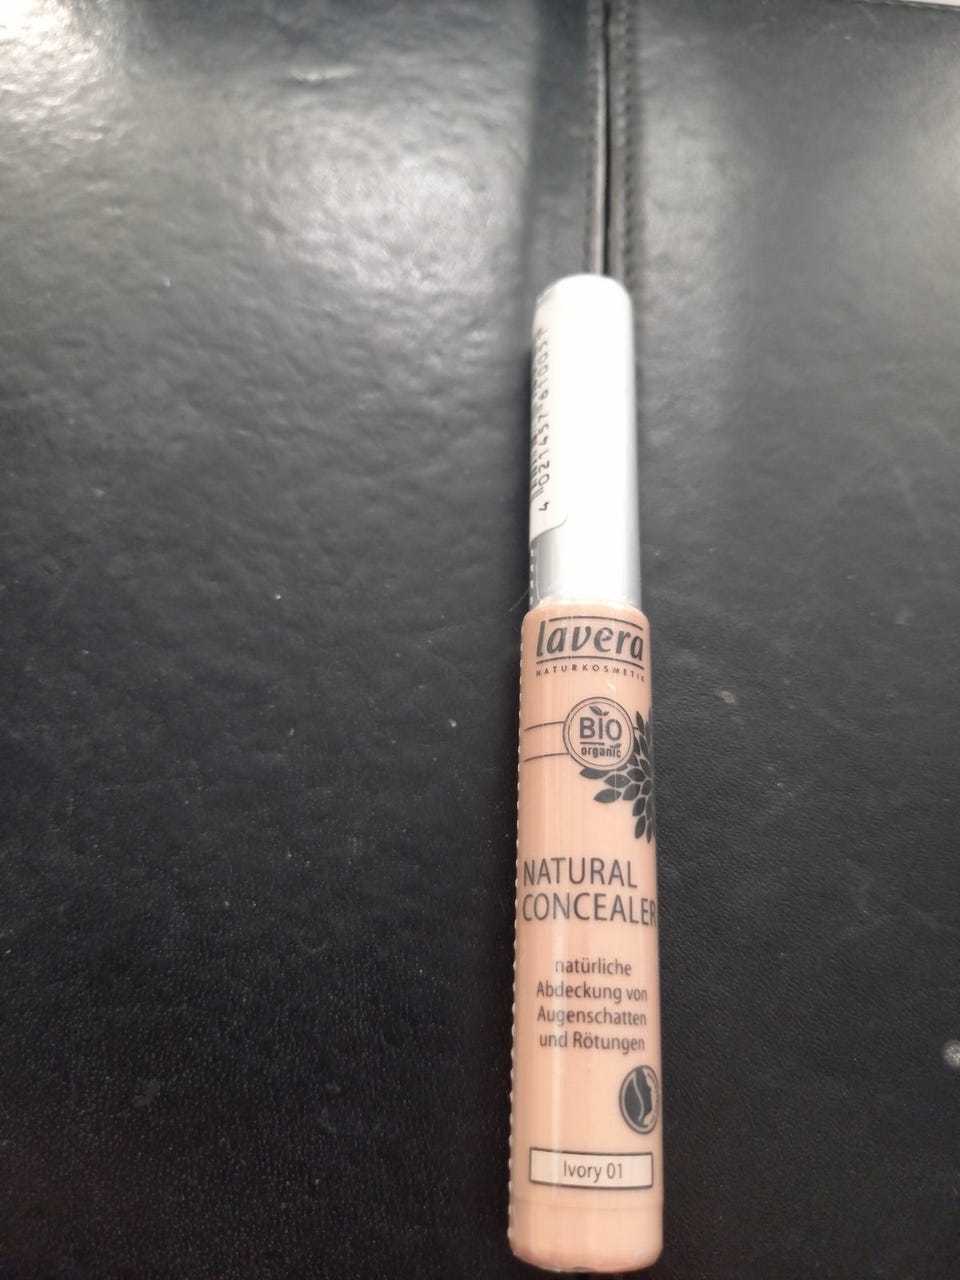 lavera
NATURKOSMETIK
BIO
organic
NATURAL
CONCEALER
natürliche
Abdeckung von
Augenschatten
und Rötungen
Ivory 01